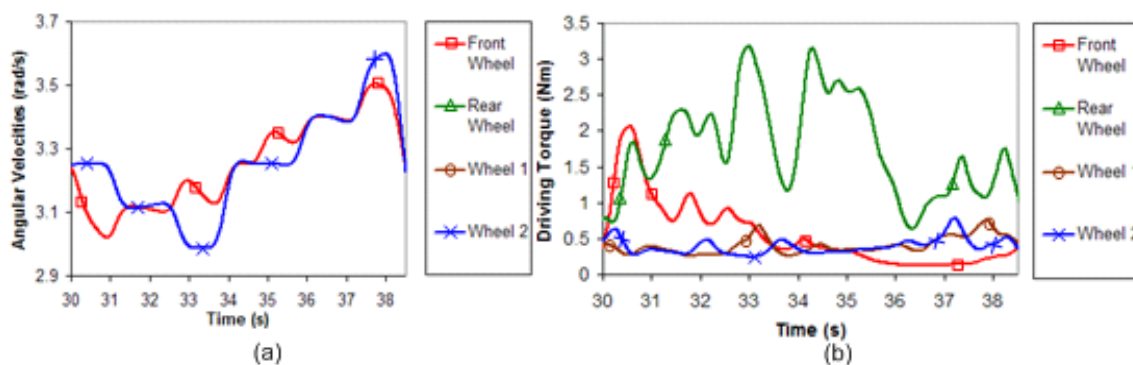 3.7
3.5
3.3
3.1
2.9
Angular Velocities (rad/s)
30 31 32 33 34 35 36 37 38
Time (s)
Front
Wheel
Rear
Wheel
Wheel 1
Wheel 2
(a)
3.5
3
2.5
2
1.5
1
0.5
0
Driving Torque (Nm)
30 31 32 33 34 35 36 37 38
Time (s)
Front
Wheel
Rear
Wheel
Wheel 1
Wheel 2
(b)